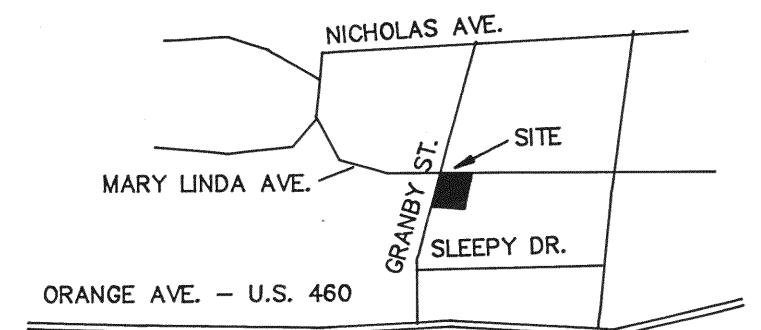 NICHOLAS AVE.
SITE
MARY LINDA AVE.
GRANBY ST.
SLEEPY DR.
ORANGE AVE. – U.S. 460